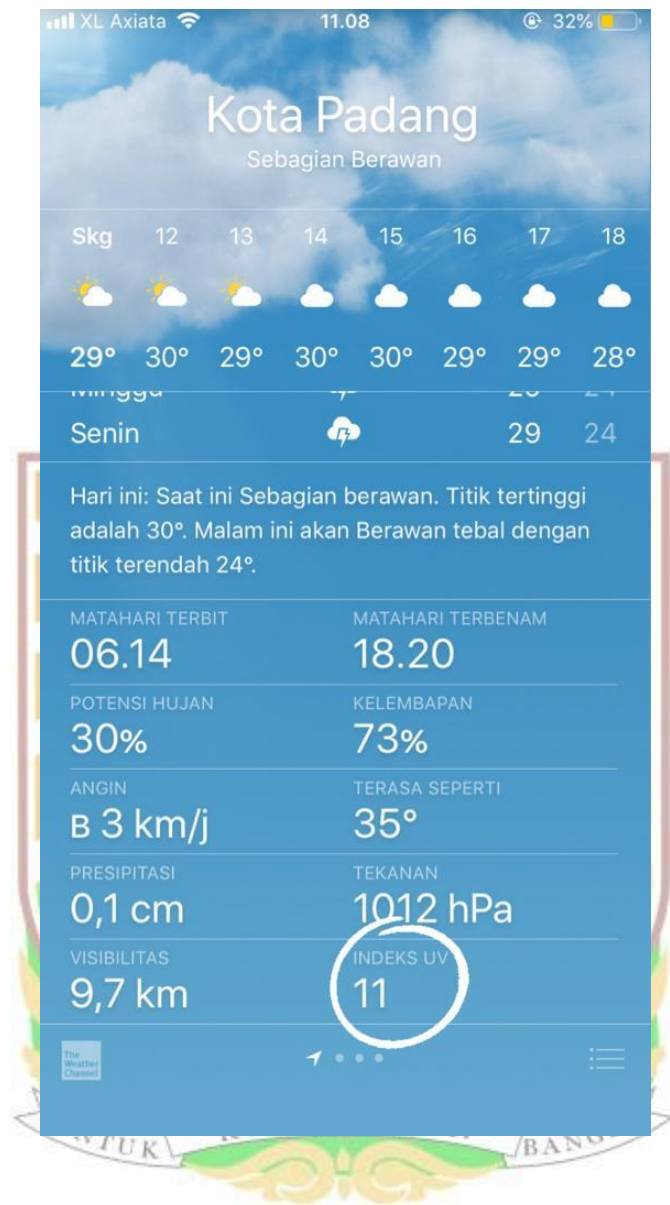 XL Axiata 11.08 32%
Kota Padang
Sebagian Berawan
Skg 12 13 14 15 16 17 18
29° 30° 29° 30° 30° 29° 29° 28°
Senin 29 24
Hari ini: Saat ini Sebagian berawan. Titik tertinggi
adalah 30°. Malam ini akan Berawan tebal dengan
titik terendah 24°.
MATAHARI TERBIT MATAHARI TERBENAM
06.14 18.20
POTENSI HUJAN KELEMBAPAN
30% 73%
ANGIN TERASA SEPERTI
B 3 km/j 35°
PRESIPITASI TEKANAN
0,1 cm 1012 hPa
VISIBILITAS INDEKS UV
9,7 km 11
The
Weather
Channel
UNTUK